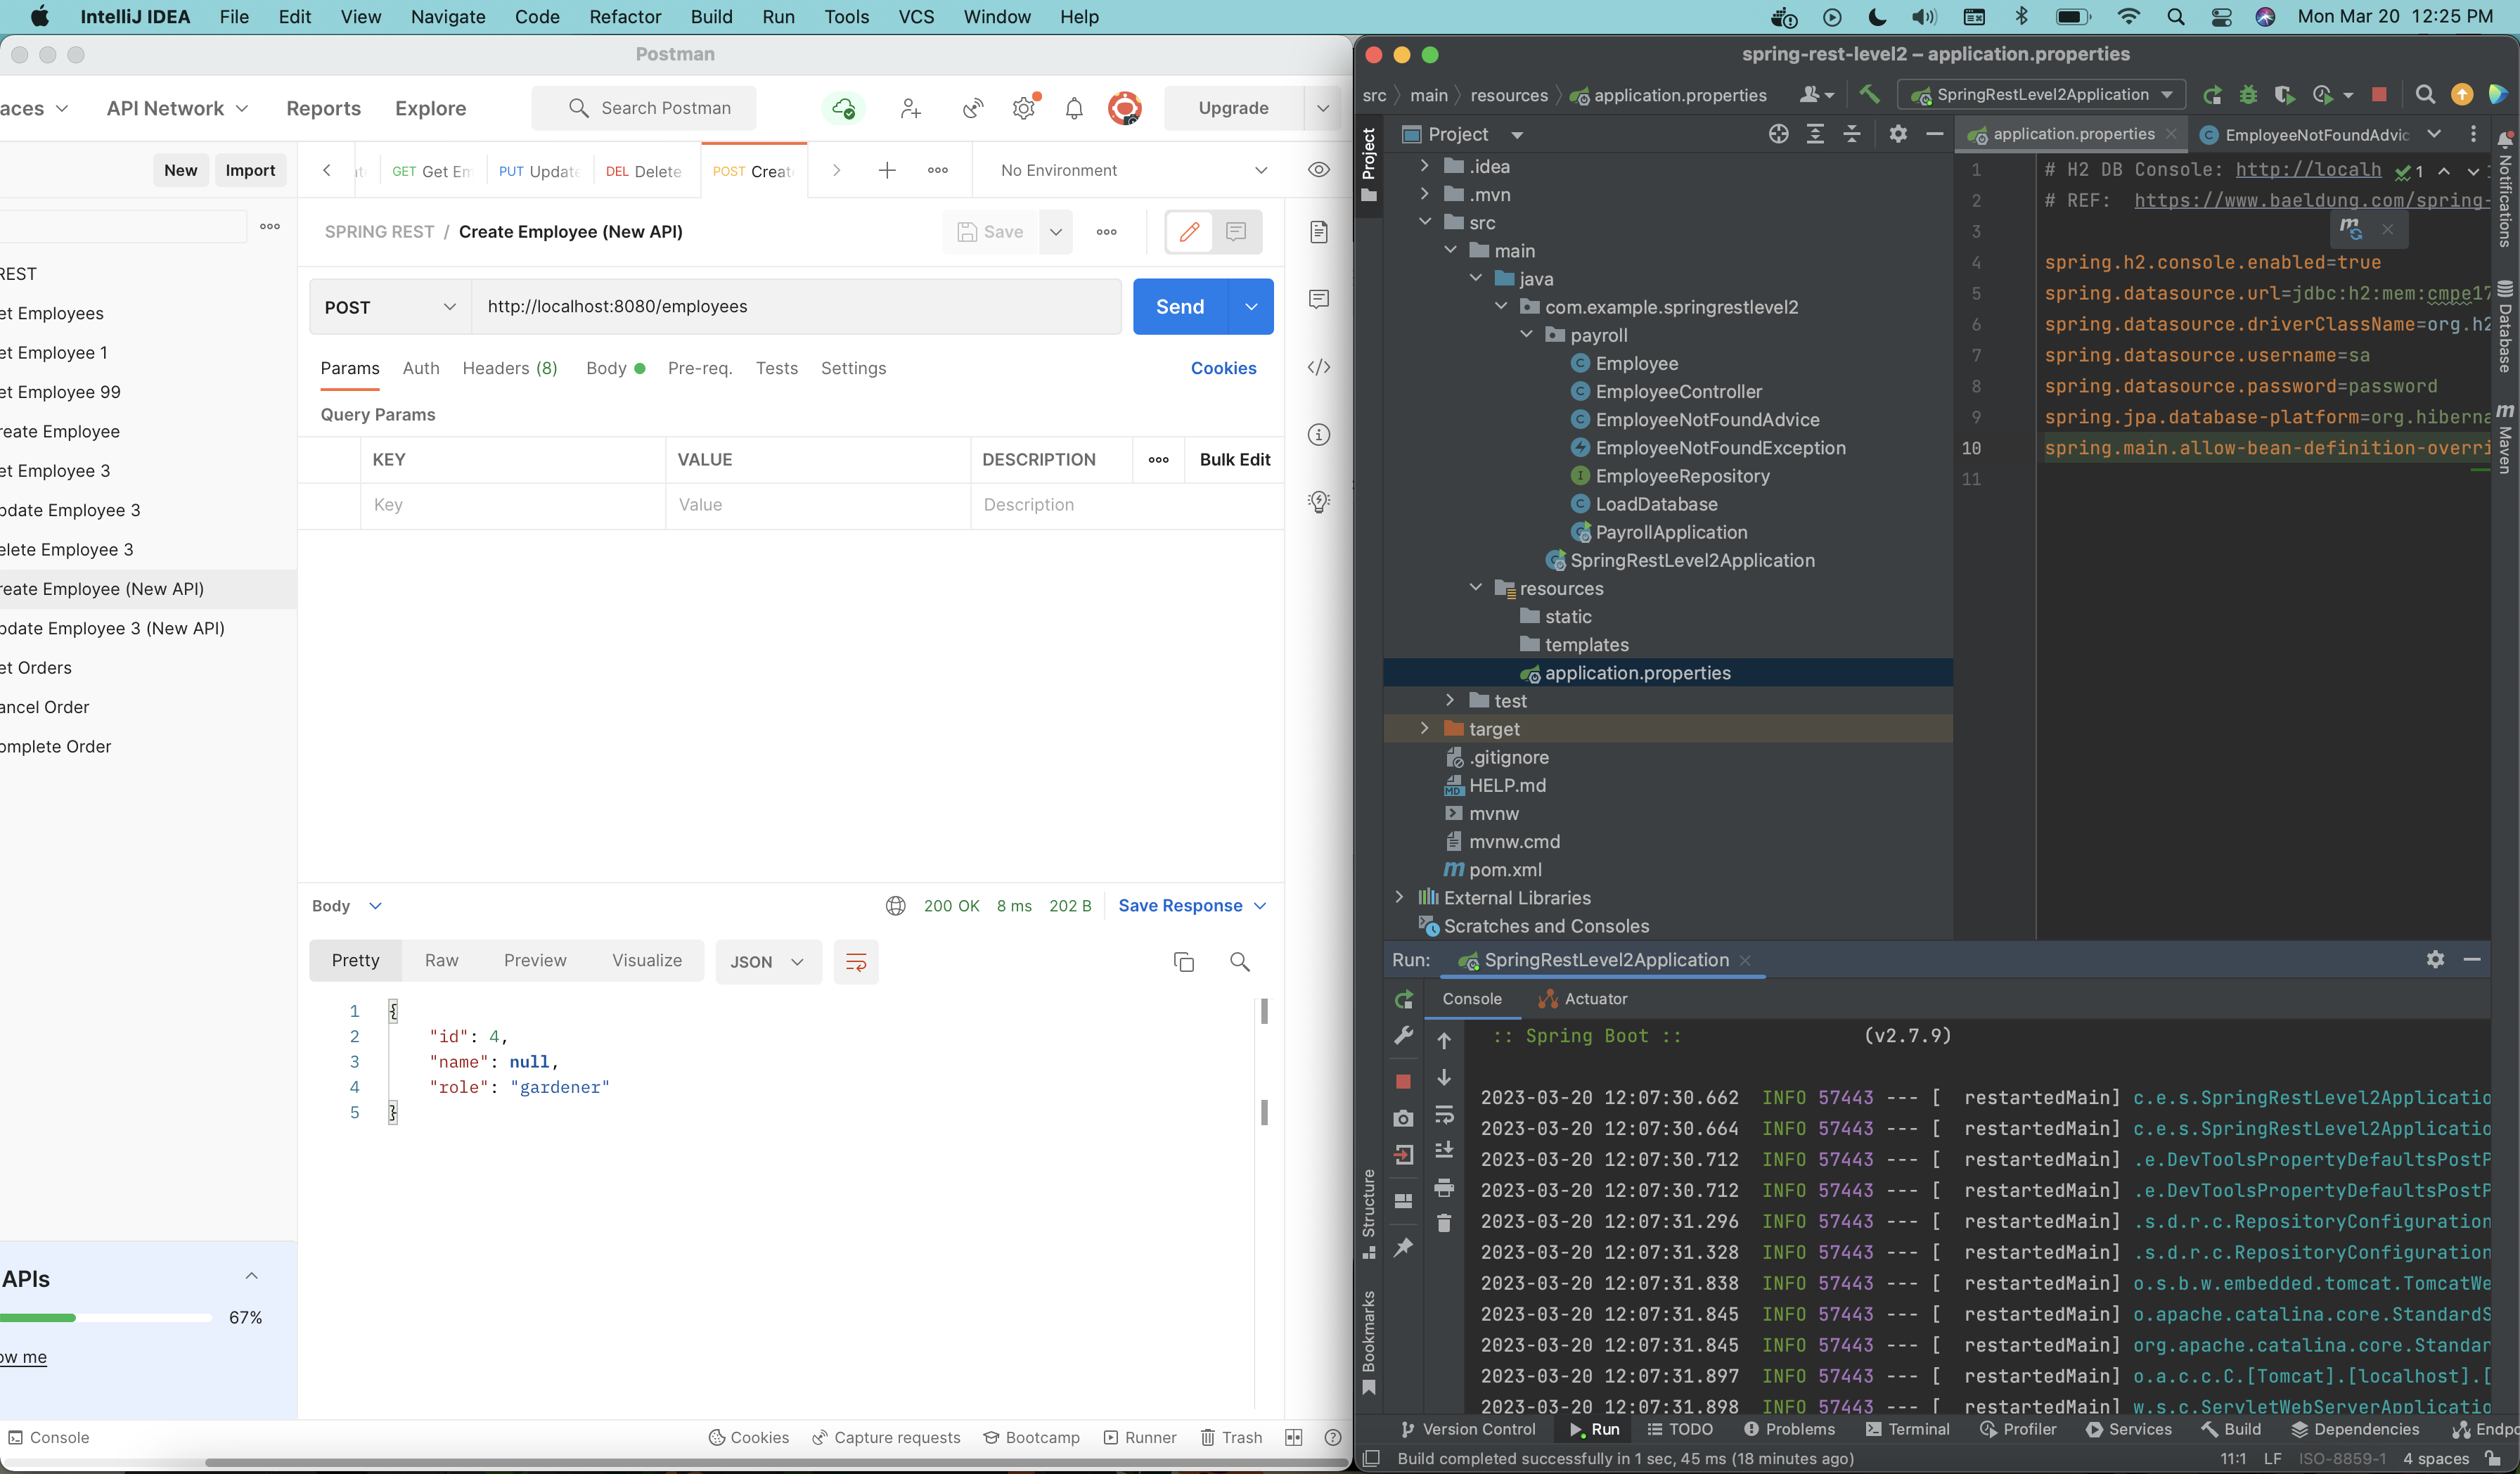 IntelliJ IDEA File Edit View Navigate Code Refactor Build Run Tools VCS Window Help Mon Mar 20 12:25 PM
Postman
aces API Network Reports Explore Search Postman Upgrade
New Import
GET Get Em PUT Update DEL Delete POST Creat No Environment
SPRING REST / Create Employee (New API) Save
REST
et Employees
et Employee 1
et Employee 99
reate Employee
et Employee 3
pdate Employee 3
elete Employee 3
reate Employee (New API)
pdate Employee 3 (New API)
et Orders
ancel Order
omplete Order
POST http://localhost:8080/employees Send
Params Auth Headers (8) Body Pre-req. Tests Settings Cookies
Query Params
KEY VALUE DESCRIPTION Bulk Edit
Key Value Description
Body 200 OK 8 ms 202 B Save Response
Pretty Raw Preview Visualize JSON
1 {
2 "id": 4,
3 "name": null,
4 "role": "gardener"
5 }
APIs
67%
ow me
Console Cookies Capture requests Bootcamp Runner Trash
spring-rest-level2 – application.properties
src main resources application.properties SpringRestLevel2Application
Project
Project
application.properties EmployeeNotFoundAdvic
.idea
.mvn
src
main
java
com.example.springrestlevel2
payroll
Employee
EmployeeController
EmployeeNotFoundAdvice
EmployeeNotFoundException
EmployeeRepository
LoadDatabase
PayrollApplication
SpringRestLevel2Application
resources
static
templates
application.properties
test
target
.gitignore
HELP.md
mvnw
mvnw.cmd
pom.xml
External Libraries
Scratches and Consoles
1 # H2 DB Console: http://localh 1
2 # REF: https://www.baeldung.com/spring-
3
4 spring.h2.console.enabled=true
5 spring.datasource.url=jdbc:h2:mem:cmpe17
6 spring.datasource.driverClassName=org.h2
7 spring.datasource.username=sa
8 spring.datasource.password=password
9 spring.jpa.database-platform=org.hiberna
10 spring.main.allow-bean-definition-overri
11
Notifications
Database
Maven
Run: SpringRestLevel2Application
Console Actuator
:: Spring Boot :: (v2.7.9)
2023-03-20 12:07:30.662 INFO 57443 --- [ restartedMain] c.e.s.SpringRestLevel2Applicatio
2023-03-20 12:07:30.664 INFO 57443 --- [ restartedMain] c.e.s.SpringRestLevel2Applicatio
2023-03-20 12:07:30.712 INFO 57443 --- [ restartedMain] .e.DevToolsPropertyDefaultsPostP
2023-03-20 12:07:30.712 INFO 57443 --- [ restartedMain] .e.DevToolsPropertyDefaultsPostP
2023-03-20 12:07:31.296 INFO 57443 --- [ restartedMain] .s.d.r.c.RepositoryConfiguration
2023-03-20 12:07:31.328 INFO 57443 --- [ restartedMain] .s.d.r.c.RepositoryConfiguration
2023-03-20 12:07:31.838 INFO 57443 --- [ restartedMain] o.s.b.w.embedded.tomcat.TomcatWe
2023-03-20 12:07:31.845 INFO 57443 --- [ restartedMain] o.apache.catalina.core.StandardS
2023-03-20 12:07:31.845 INFO 57443 --- [ restartedMain] org.apache.catalina.core.Standar
2023-03-20 12:07:31.897 INFO 57443 --- [ restartedMain] o.a.c.c.C.[Tomcat].[localhost].[
2023-03-20 12:07:31.898 INFO 57443 --- [ restartedMain] w.s.c.ServletWebServerApplicatio
Structure
Bookmarks
Version Control Run TODO Problems Terminal Profiler Services Build Dependencies Endpo
Build completed successfully in 1 sec, 45 ms (18 minutes ago) 11:1 LF ISO-8859-1 4 spaces